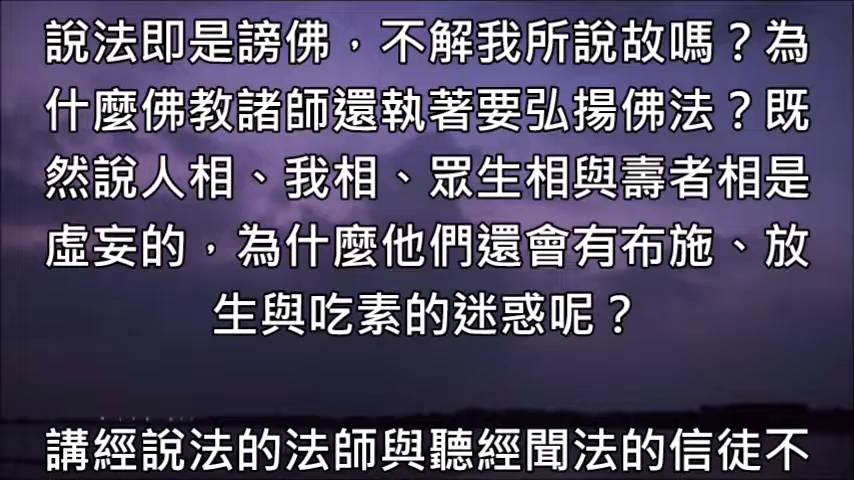 說法即是謗佛，不解我所說故嗎？為
什麼佛教諸師還執著要弘揚佛法？既
然說人相、我相、眾生相與壽者相是
虛妄的，為什麼他們還會有布施、放
生與吃素的迷惑呢？
講經說法的法師與聽經聞法的信徒不